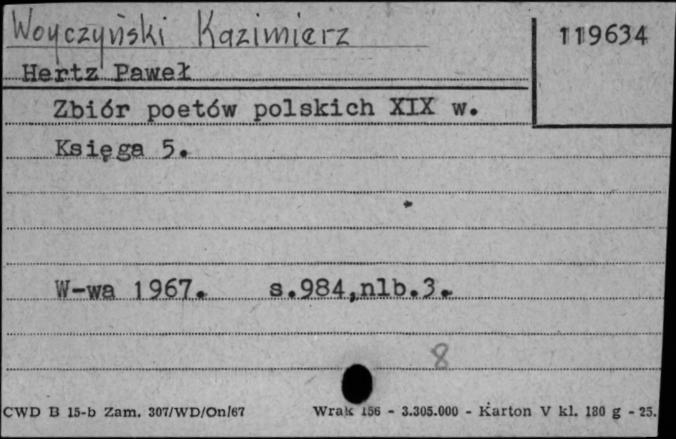 Woyczyński Kazimierz
119634
Hertz Paweł
Zbiór poetów polskich XIX w.
Księga 5.
W-wa 1967. s.984,nlb.3.
8
CWD B 15-b Zam. 307/WD/On/67 Wrak 156 - 3.305.000 - Karton V kl. 180 g - 25.